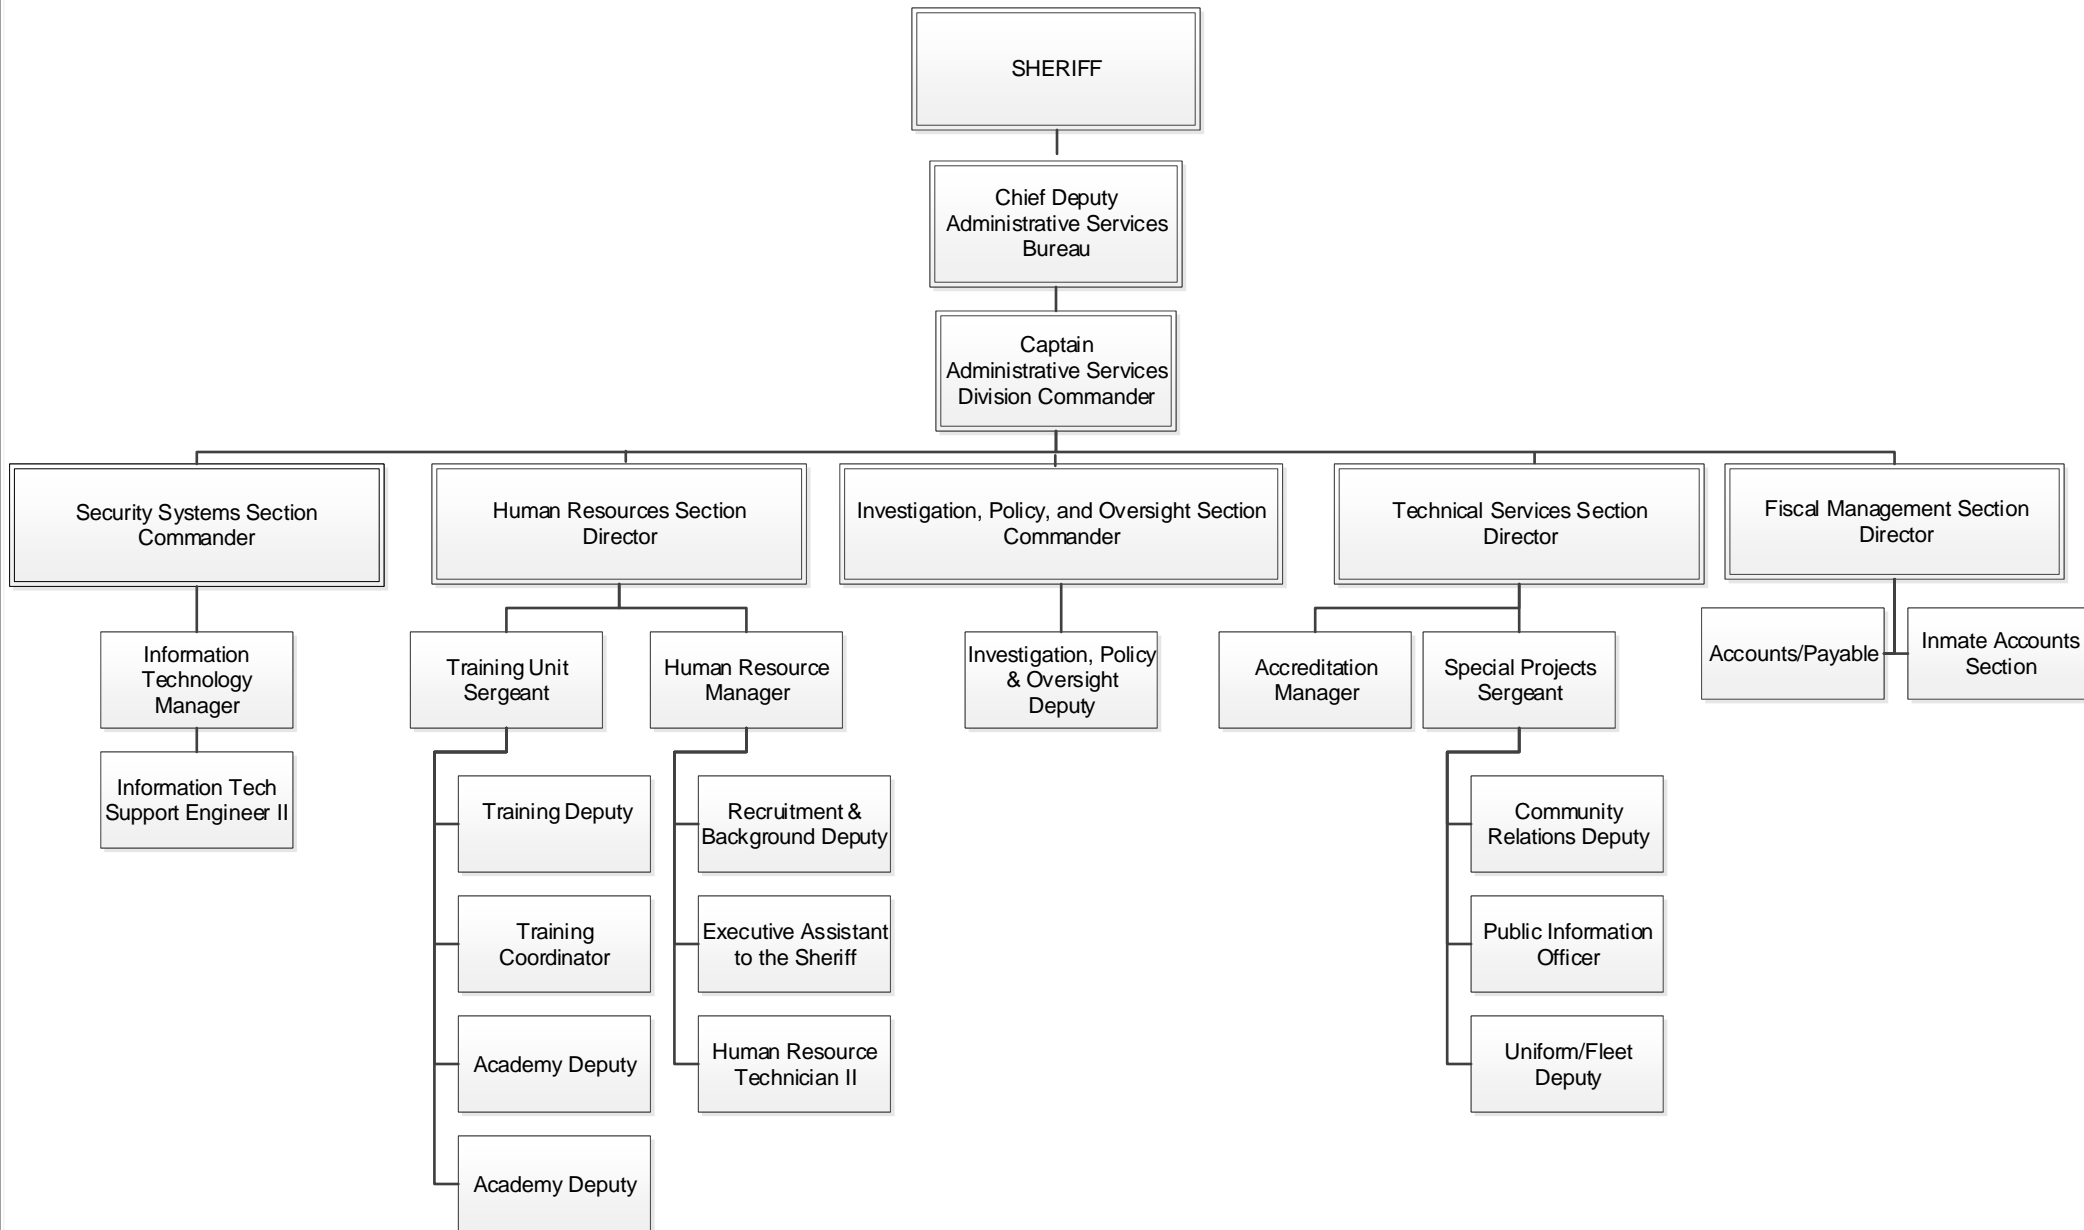 SHERIFF
Chief Deputy
Administrative Services
Bureau
Captain
Administrative Services
Division Commander
Security Systems Section
Commander
Human Resources Section
Director
Investigation, Policy, and Oversight Section
Commander
Technical Services Section
Director
Fiscal Management Section
Director
Information
Technology
Manager
Training Unit
Sergeant
Human Resource
Manager
Investigation, Policy
& Oversight
Deputy
Accreditation
Manager
Special Projects
Sergeant
Accounts/Payable
Inmate Accounts
Section
Information Tech
Support Engineer II
Training Deputy
Recruitment &
Background Deputy
Community
Relations Deputy
Training
Coordinator
Executive Assistant
to the Sheriff
Public Information
Officer
Academy Deputy
Human Resource
Technician II
Uniform/Fleet
Deputy
Academy Deputy